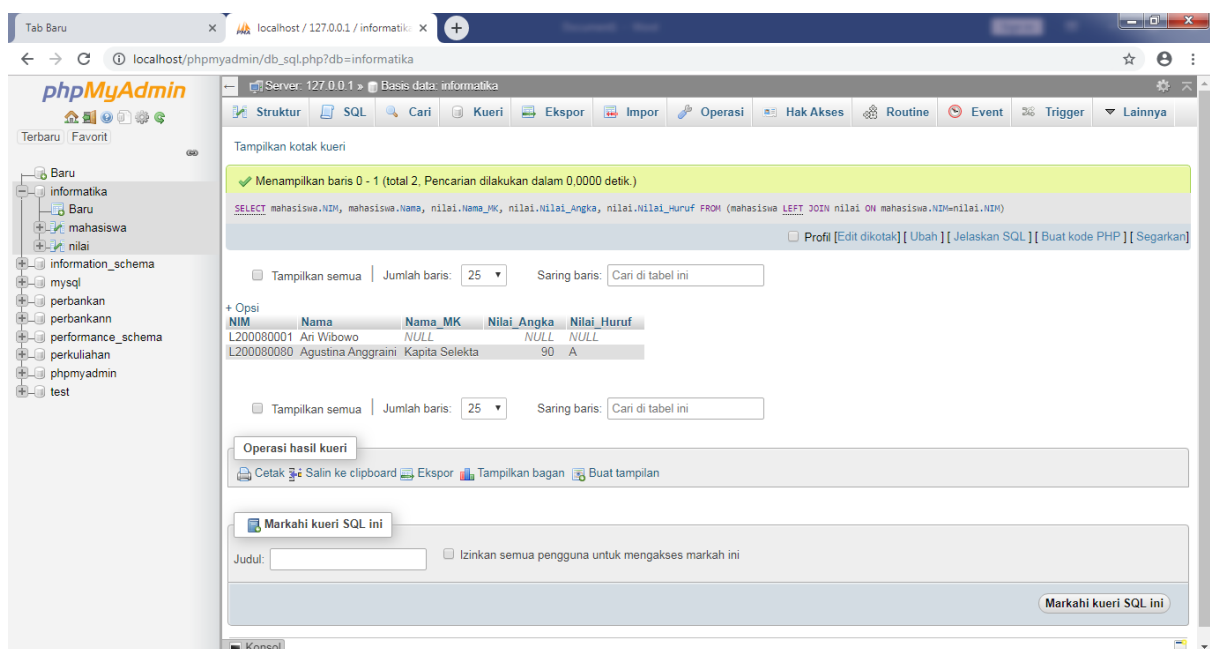 Tab Baru
localhost / 127.0.0.1 / informatik
localhost/phpmyadmin/db_sql.php?db=informatika
phpMyAdmin
Terbaru Favorit
Baru
informatika
Baru
mahasiswa
nilai
information_schema
mysql
perbankan
perbankann
performance_schema
perkuliahan
phpmyadmin
test
Server: 127.0.0.1 » Basis data: informatika
Struktur SQL Cari Kueri Ekspor Impor Operasi Hak Akses Routine Event Trigger Lainnya
Tampilkan kotak kueri
Menampilkan baris 0 - 1 (total 2, Pencarian dilakukan dalam 0,0000 detik.)
SELECT mahasiswa.NIM, mahasiswa.Nama, nilai.Nama_MK, nilai.Nilai_Angka, nilai.Nilai_Huruf FROM (mahasiswa LEFT JOIN nilai ON mahasiswa.NIM=nilai.NIM)
Profil [Edit dikotak] [ Ubah ] [ Jelaskan SQL ] [ Buat kode PHP ] [ Segarkan]
Tampilkan semua Jumlah baris: 25 Saring baris: Cari di tabel ini
+ Opsi
NIM Nama Nama_MK Nilai_Angka Nilai_Huruf
L200080001 Ari Wibowo NULL NULL NULL
L200080080 Agustina Anggraini Kapita Selekta 90 A
Tampilkan semua Jumlah baris: 25 Saring baris: Cari di tabel ini
Operasi hasil kueri
Cetak Salin ke clipboard Ekspor Tampilkan bagan Buat tampilan
Markahi kueri SQL ini
Judul: Izinkan semua pengguna untuk mengakses markah ini
Markahi kueri SQL ini
Konsol